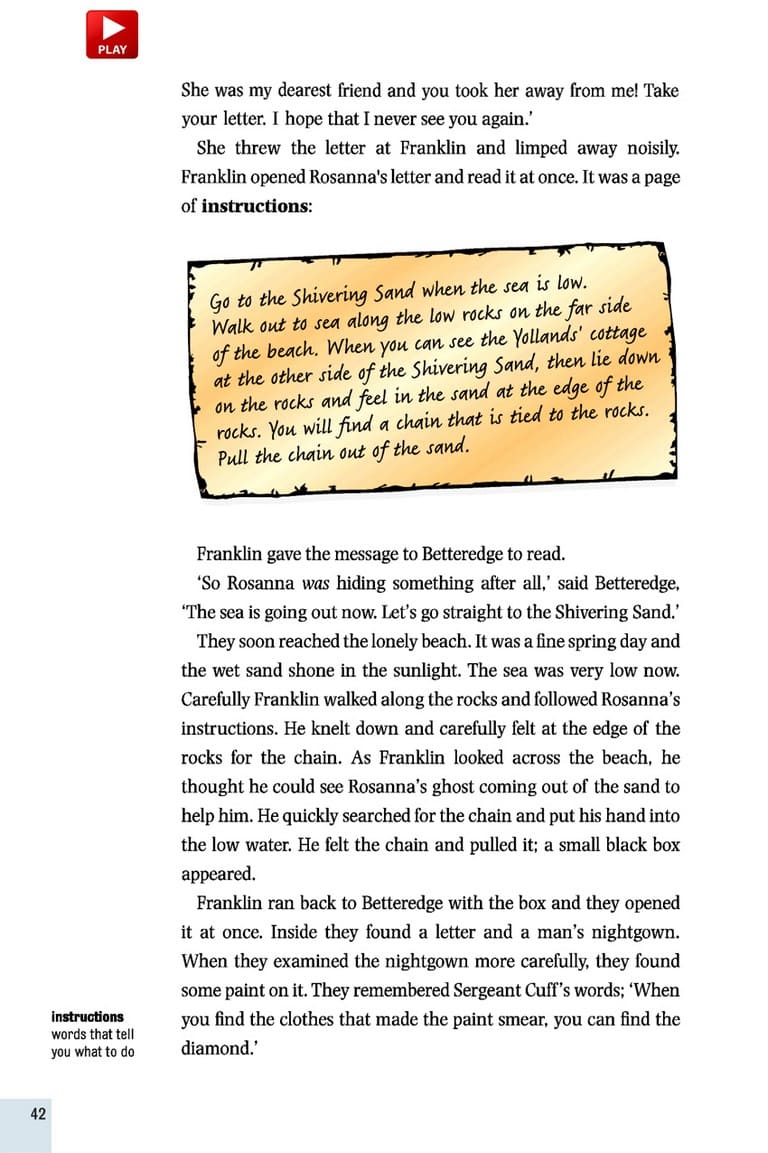 PLAY
She was my dearest friend and you took her away from me! Take
your letter. I hope that I never see you again.’
She threw the letter at Franklin and limped away noisily.
Franklin opened Rosanna's letter and read it at once. It was a page
of instructions:
Go to the Shivering Sand when the sea is low.
Walk out to sea along the low rocks on the far side
of the beach. When you can see the Yollands' cottage
at the other side of the Shivering Sand, then lie down
on the rocks and feel in the sand at the edge of the
rocks. You will find a chain that is tied to the rocks.
Pull the chain out of the sand.
Franklin gave the message to Betteredge to read.
‘So Rosanna was hiding something after all,’ said Betteredge,
‘The sea is going out now. Let’s go straight to the Shivering Sand.’
They soon reached the lonely beach. It was a fine spring day and
the wet sand shone in the sunlight. The sea was very low now.
Carefully Franklin walked along the rocks and followed Rosanna’s
instructions. He knelt down and carefully felt at the edge of the
rocks for the chain. As Franklin looked across the beach, he
thought he could see Rosanna’s ghost coming out of the sand to
help him. He quickly searched for the chain and put his hand into
the low water. He felt the chain and pulled it; a small black box
appeared.
Franklin ran back to Betteredge with the box and they opened
it at once. Inside they found a letter and a man’s nightgown.
When they examined the nightgown more carefully, they found
some paint on it. They remembered Sergeant Cuff’s words; ‘When
you find the clothes that made the paint smear, you can find the
diamond.’
instructions
words that tell
you what to do
42